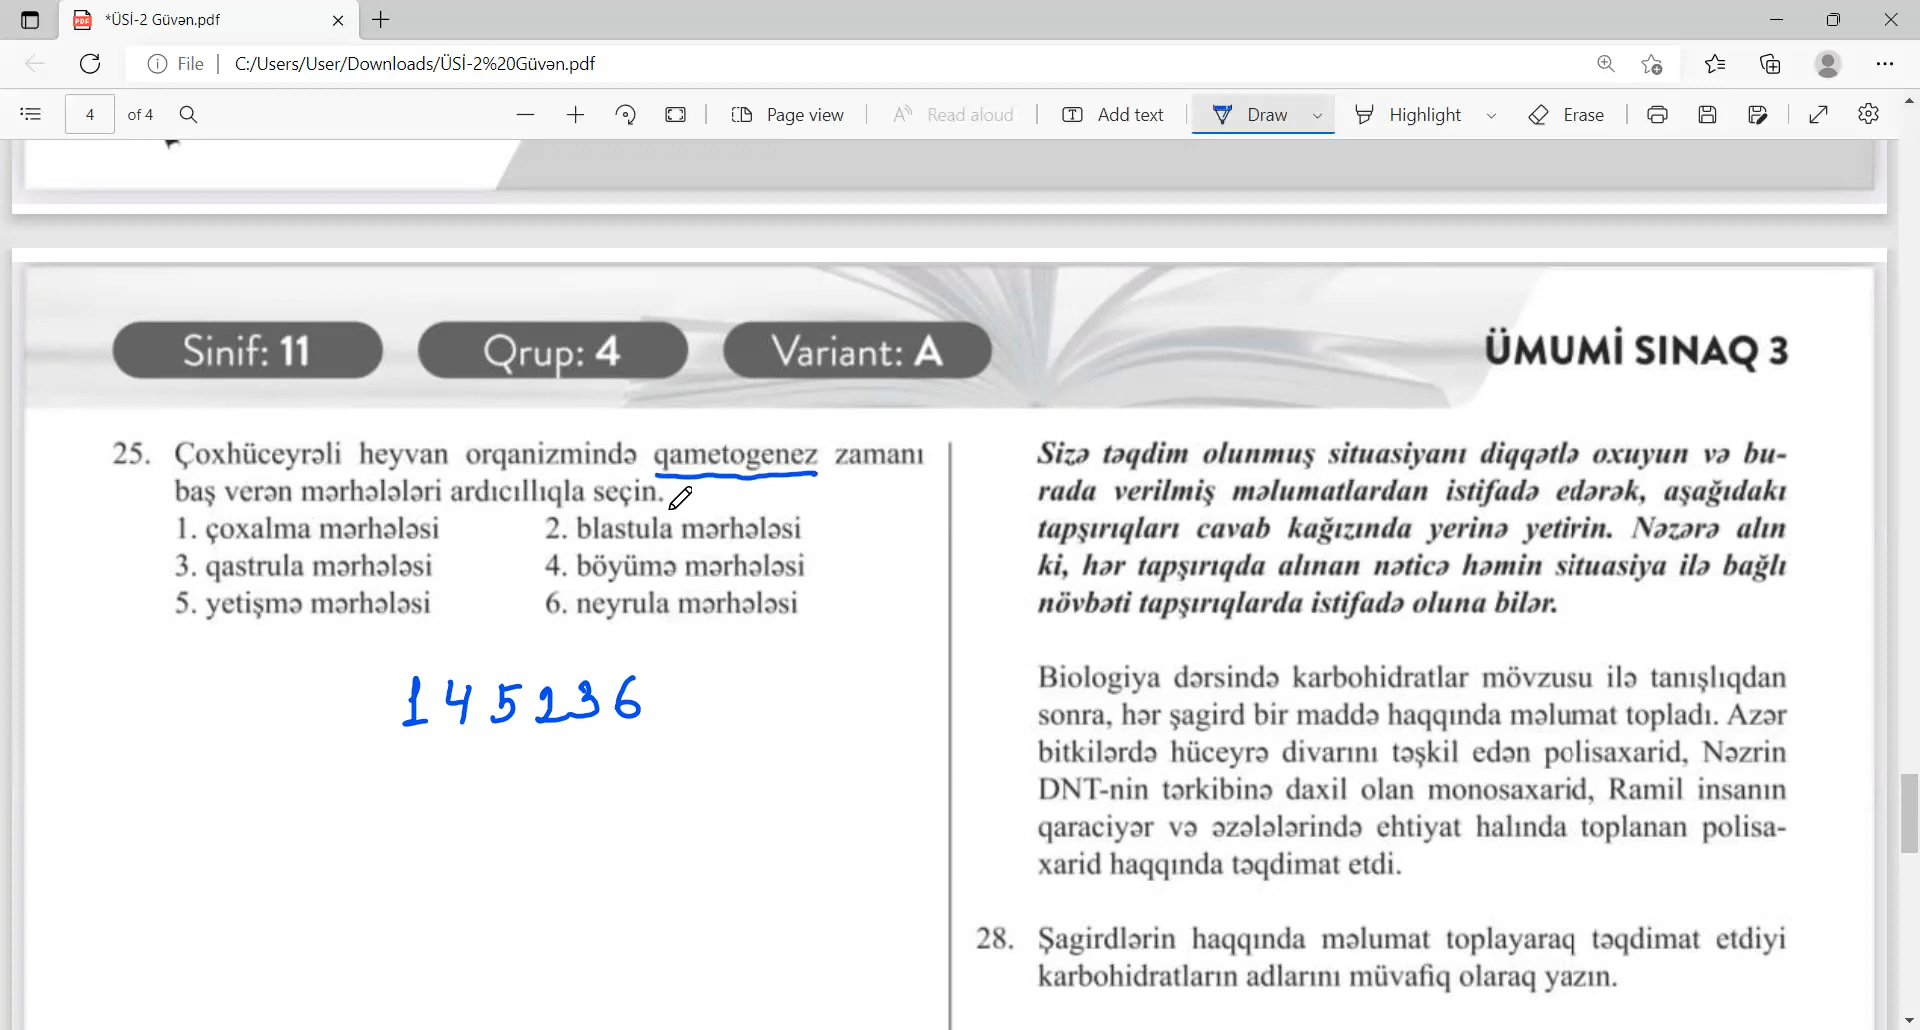 *ÜSİ-2 Güvən.pdf
File
C:/Users/User/Downloads/ÜSİ-2%20Güvən.pdf
4 of 4
Page view
Read aloud
Add text
Draw
Highlight
Erase
Sinif: 11
Qrup: 4
Variant: A
ÜMUMİ SINAQ 3
25. Çoxhüceyrəli heyvan orqanizmində qametogenez zamanı
baş verən mərhələləri ardıcıllıqla seçin.
1. çoxalma mərhələsi 2. blastula mərhələsi
3. qastrula mərhələsi 4. böyümə mərhələsi
5. yetişmə mərhələsi 6. neyrula mərhələsi
1 4 5 2 3 6
Sizə təqdim olunmuş situasiyanı diqqətlə oxuyun və bu-
rada verilmiş məlumatlardan istifadə edərək, aşağıdakı
tapşırıqları cavab kağızında yerinə yetirin. Nəzərə alın
ki, hər tapşırıqda alınan nəticə həmin situasiya ilə bağlı
növbəti tapşırıqlarda istifadə oluna bilər.
Biologiya dərsində karbohidratlar mövzusu ilə tanışlıqdan
sonra, hər şagird bir maddə haqqında məlumat topladı. Azər
bitkilərdə hüceyrə divarını təşkil edən polisaxarid, Nəzrin
DNT-nin tərkibinə daxil olan monosaxarid, Ramil insanın
qaraciyər və əzələlərində ehtiyat halında toplanan polisa-
xarid haqqında təqdimat etdi.
28. Şagirdlərin haqqında məlumat toplayaraq təqdimat etdiyi
karbohidratların adlarını müvafiq olaraq yazın.